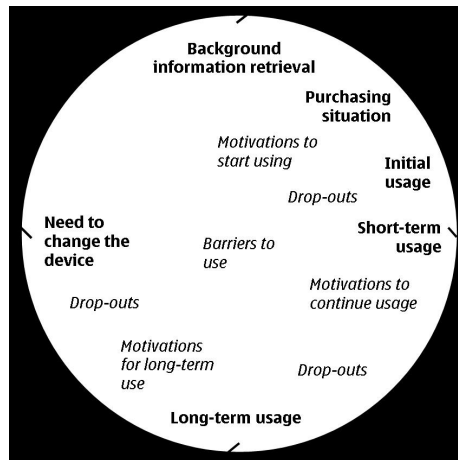 Background
information retrieval
Purchasing
situation
Motivations to
start using
Initial
usage
Drop-outs
Short-term
usage
Need to
change the
device
Barriers to
use
Motivations to
continue usage
Drop-outs
Motivations
for long-term
use
Drop-outs
Long-term usage